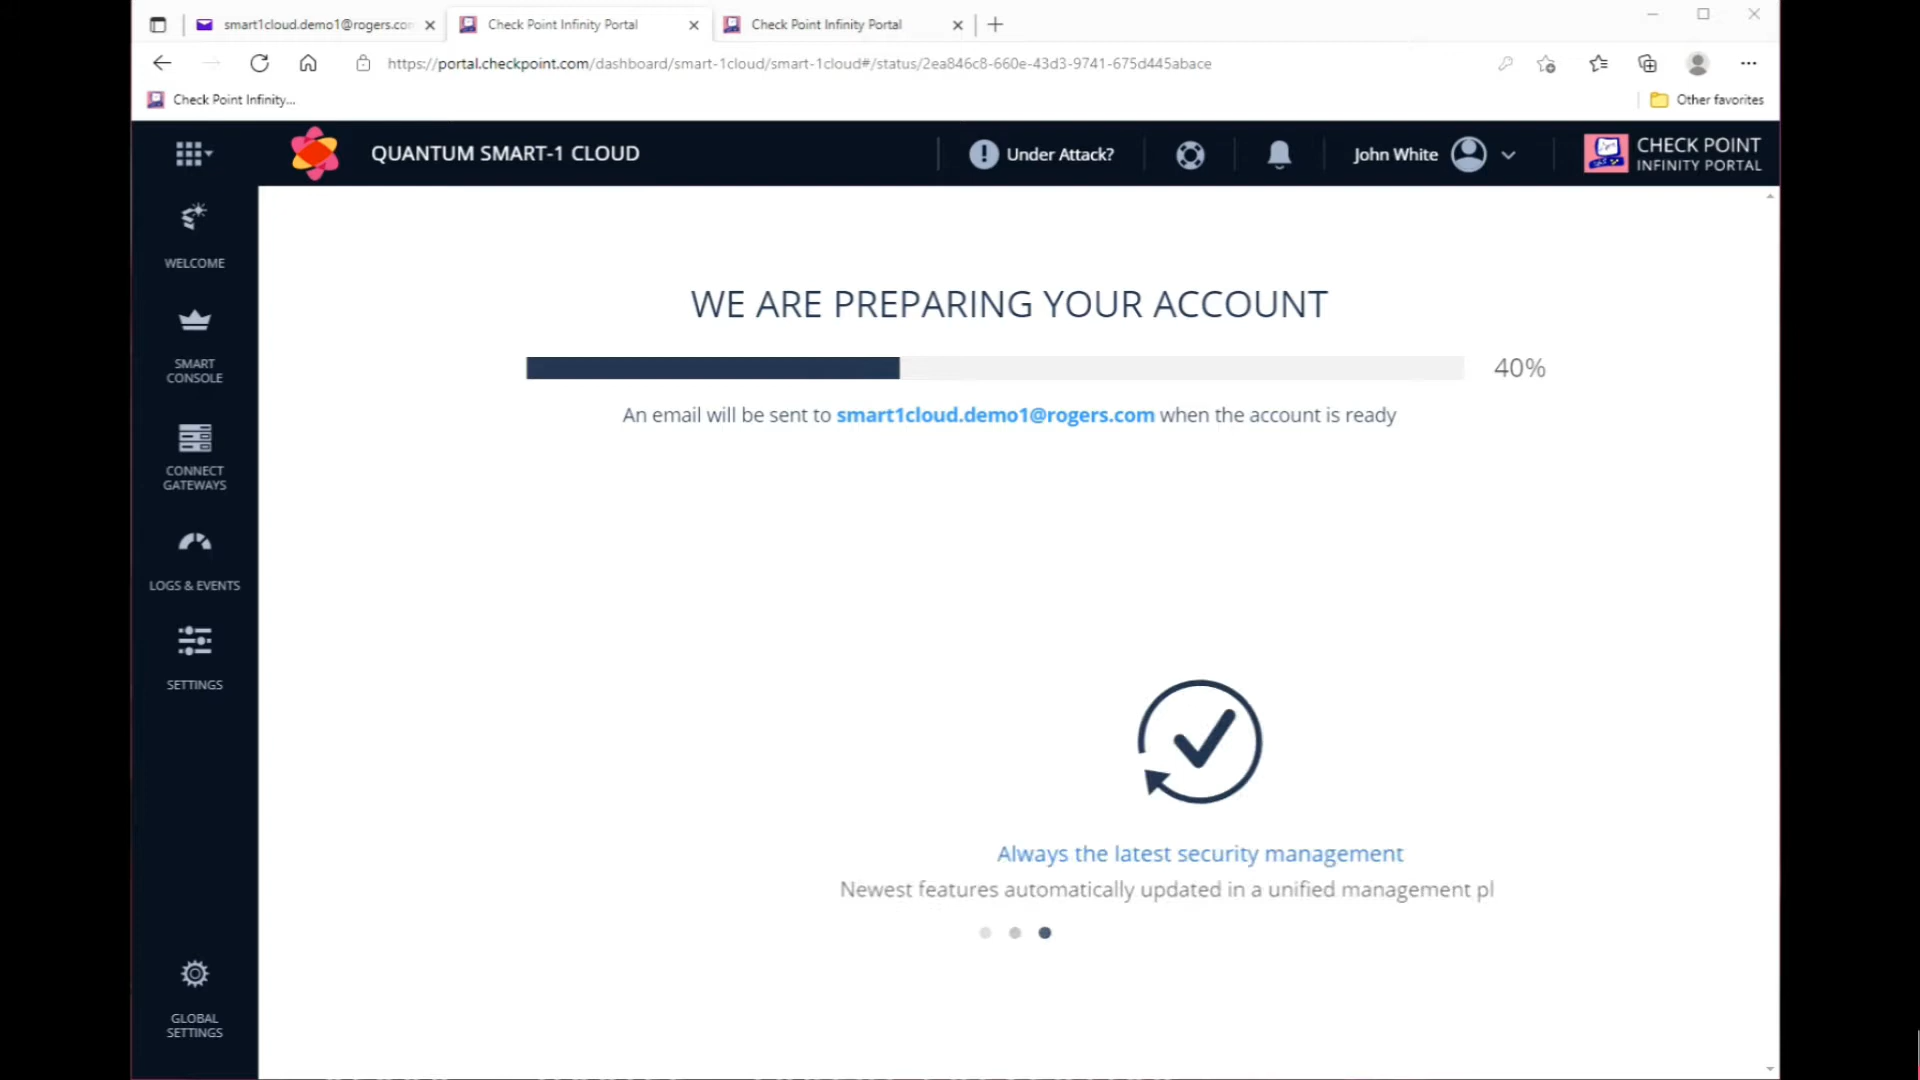 smart1cloud.demo1@rogers.co
Check Point Infinity Portal
Check Point Infinity Portal
https://portal.checkpoint.com/dashboard/smart-1cloud/smart-1cloud#/status/2ea846c8-660e-43d3-9741-675d445abace
Check Point Infinity...
Other favorites
QUANTUM SMART-1 CLOUD
Under Attack?
John White
CHECK POINT
INFINITY PORTAL
WELCOME
SMART
CONSOLE
CONNECT
GATEWAYS
LOGS & EVENTS
SETTINGS
GLOBAL
SETTINGS
WE ARE PREPARING YOUR ACCOUNT
40%
An email will be sent to smart1cloud.demo1@rogers.com when the account is ready
Always the latest security management
Newest features automatically updated in a unified management pl